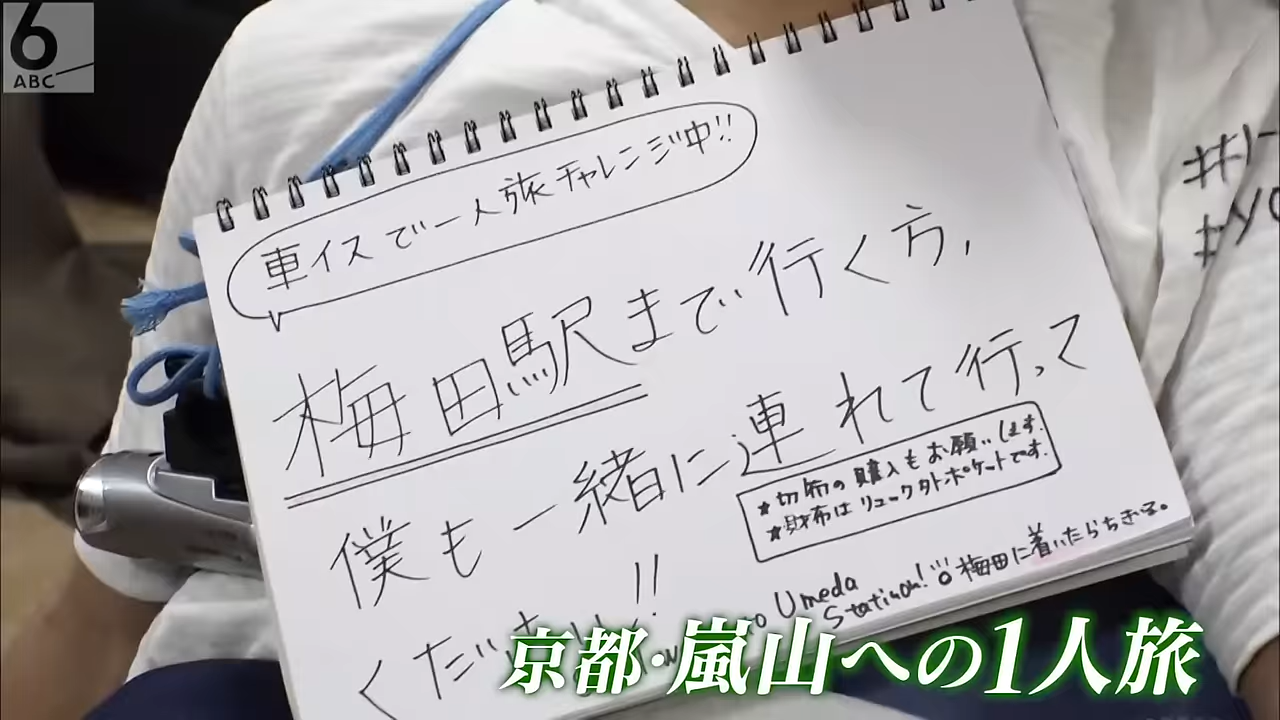 6
ABC
車イスで一人旅チャレンジ中!!
梅田駅まで行く方、
僕も一緒に連れて行って
ください!!
★切符の購入もお願いします。
★財布はリュック外ポケットです。
to Umeda
Station!!!
梅田に着いたらちぎる。
京都・嵐山への1人旅